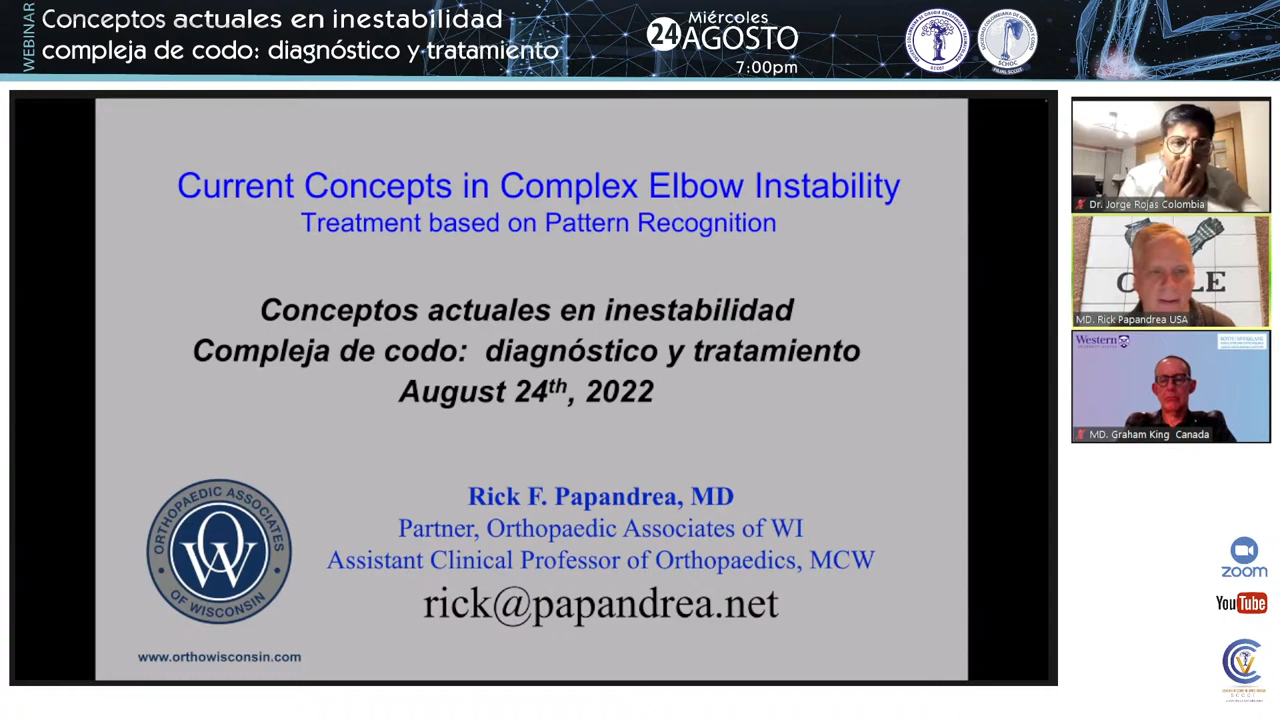 WEBINAR
Conceptos actuales en inestabilidad
compleja de codo: diagnóstico y tratamiento
Miércoles
24 AGOSTO
7:00pm
SCCOT
SCHOC
Current Concepts in Complex Elbow Instability
Treatment based on Pattern Recognition
Conceptos actuales en inestabilidad
Compleja de codo: diagnóstico y tratamiento
August 24th, 2022
Rick F. Papandrea, MD
Partner, Orthopaedic Associates of WI
Assistant Clinical Professor of Orthopaedics, MCW
rick@papandrea.net
ORTHOPAEDIC ASSOCIATES
OW
OF WISCONSIN
www.orthowisconsin.com
Dr. Jorge Rojas Colombia
MD. Rick Papandrea USA
Western
MD. Graham King Canada
zoom
YouTube